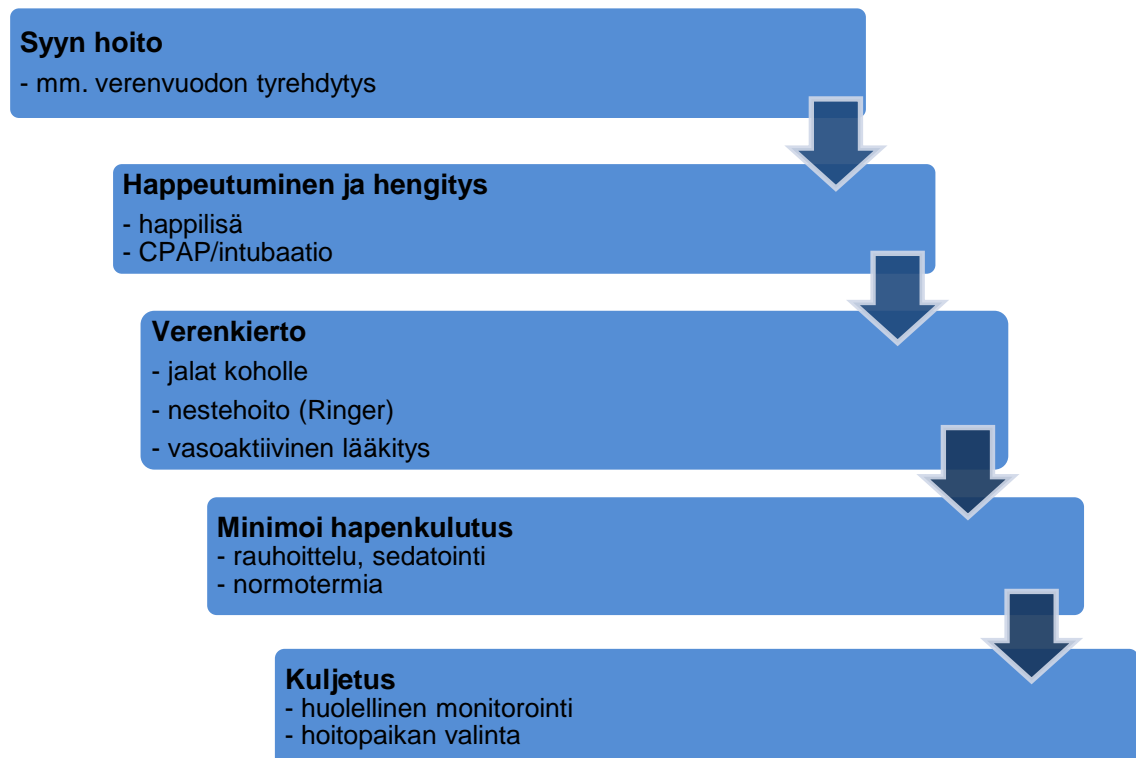 Syyn hoito
- mm. verenvuodon tyrehdytys
Happeutuminen ja hengitys
- happilisä
- CPAP/intubaatio
Verenkierto
- jalat koholle
- nestehoito (Ringer)
- vasoaktiivinen lääkitys
Minimoi hapenkulutus
- rauhoittelu, sedatointi
- normotermia
Kuljetus
- huolellinen monitorointi
- hoitopaikan valinta